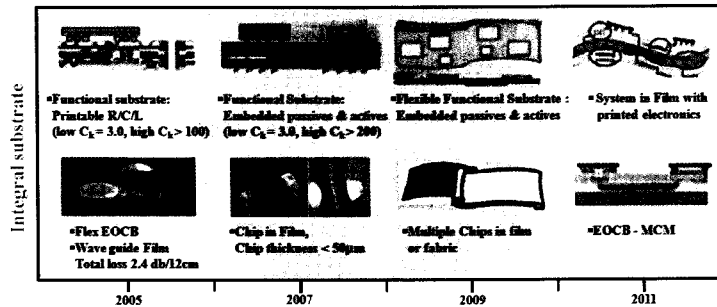 Integral substrate
▪Functional substrate:
Printable R/C/L
(low Cₖ = 3.0, high Cₖ > 100)
▪Functional Substrate:
Embedded passives & actives
(low Cₖ = 3.0, high Cₖ > 200)
▪Flexible Functional Substrate :
Embedded passives & actives
▪System in Film with
printed electronics
▪Flex EOCB
▪Wave guide Film
Total loss 2.4 db/12cm
▪Chip in Film,
Chip thickness < 50μm
▪Multiple Chips in film
or fabric
▪EOCB - MCM
2005
2007
2009
2011